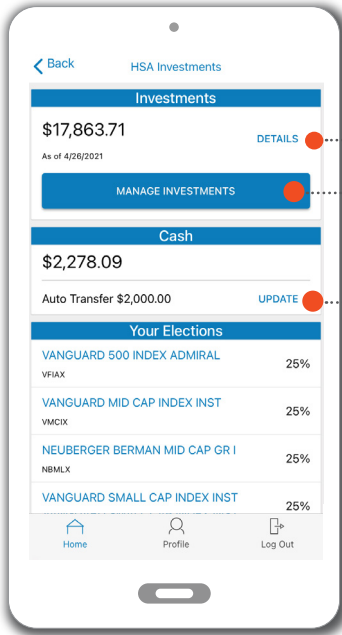 Back
HSA Investments
Investments
$17,863.71
DETAILS
As of 4/26/2021
MANAGE INVESTMENTS
Cash
$2,278.09
Auto Transfer $2,000.00 UPDATE
Your Elections
VANGUARD 500 INDEX ADMIRAL
VFIAX
25%
VANGUARD MID CAP INDEX INST
VMCIX
25%
NEUBERGER BERMAN MID CAP GR I
NBMLX
25%
VANGUARD SMALL CAP INDEX INST
25%
Home Profile Log Out